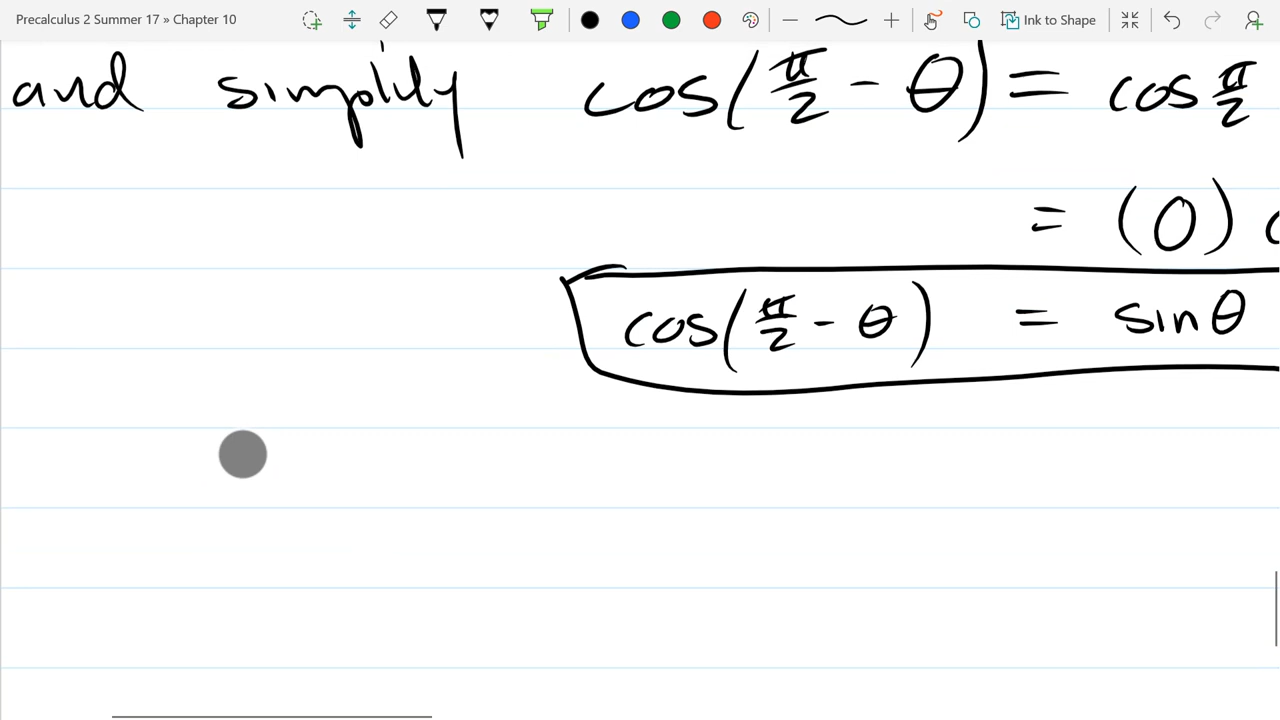 Precalculus 2 Summer 17 » Chapter 10
Ink to Shape
and simplify cos(π/2 - θ) = cos π/2
= (0)
cos(π/2 - θ) = sin θ